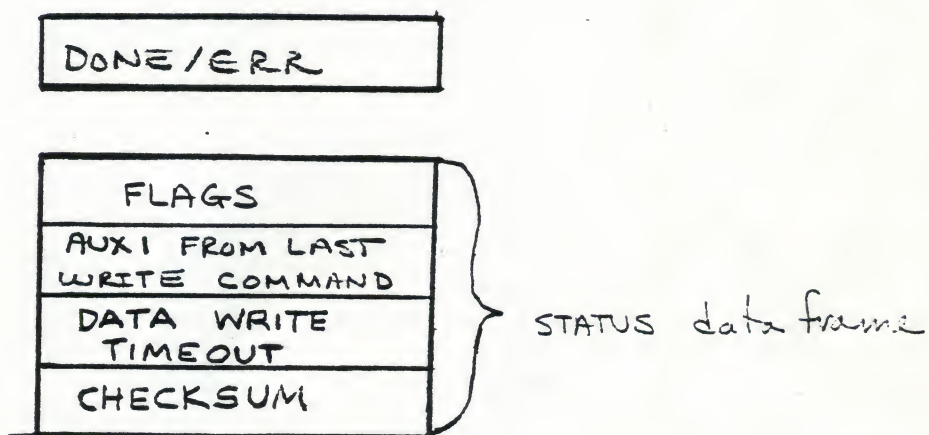 DONE/ERR
FLAGS
AUX1 FROM LAST
WRITE COMMAND
DATA WRITE
TIMEOUT
CHECKSUM
STATUS data frame